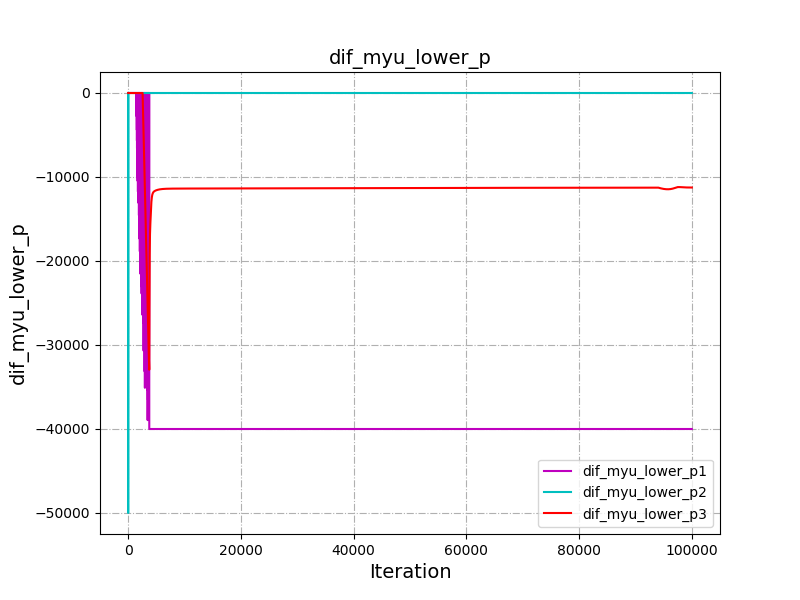 dif_myu_lower_p
dif_myu_lower_p
0
−10000
−20000
−30000
−40000
−50000
0
20000
40000
60000
80000
100000
Iteration
dif_myu_lower_p1
dif_myu_lower_p2
dif_myu_lower_p3